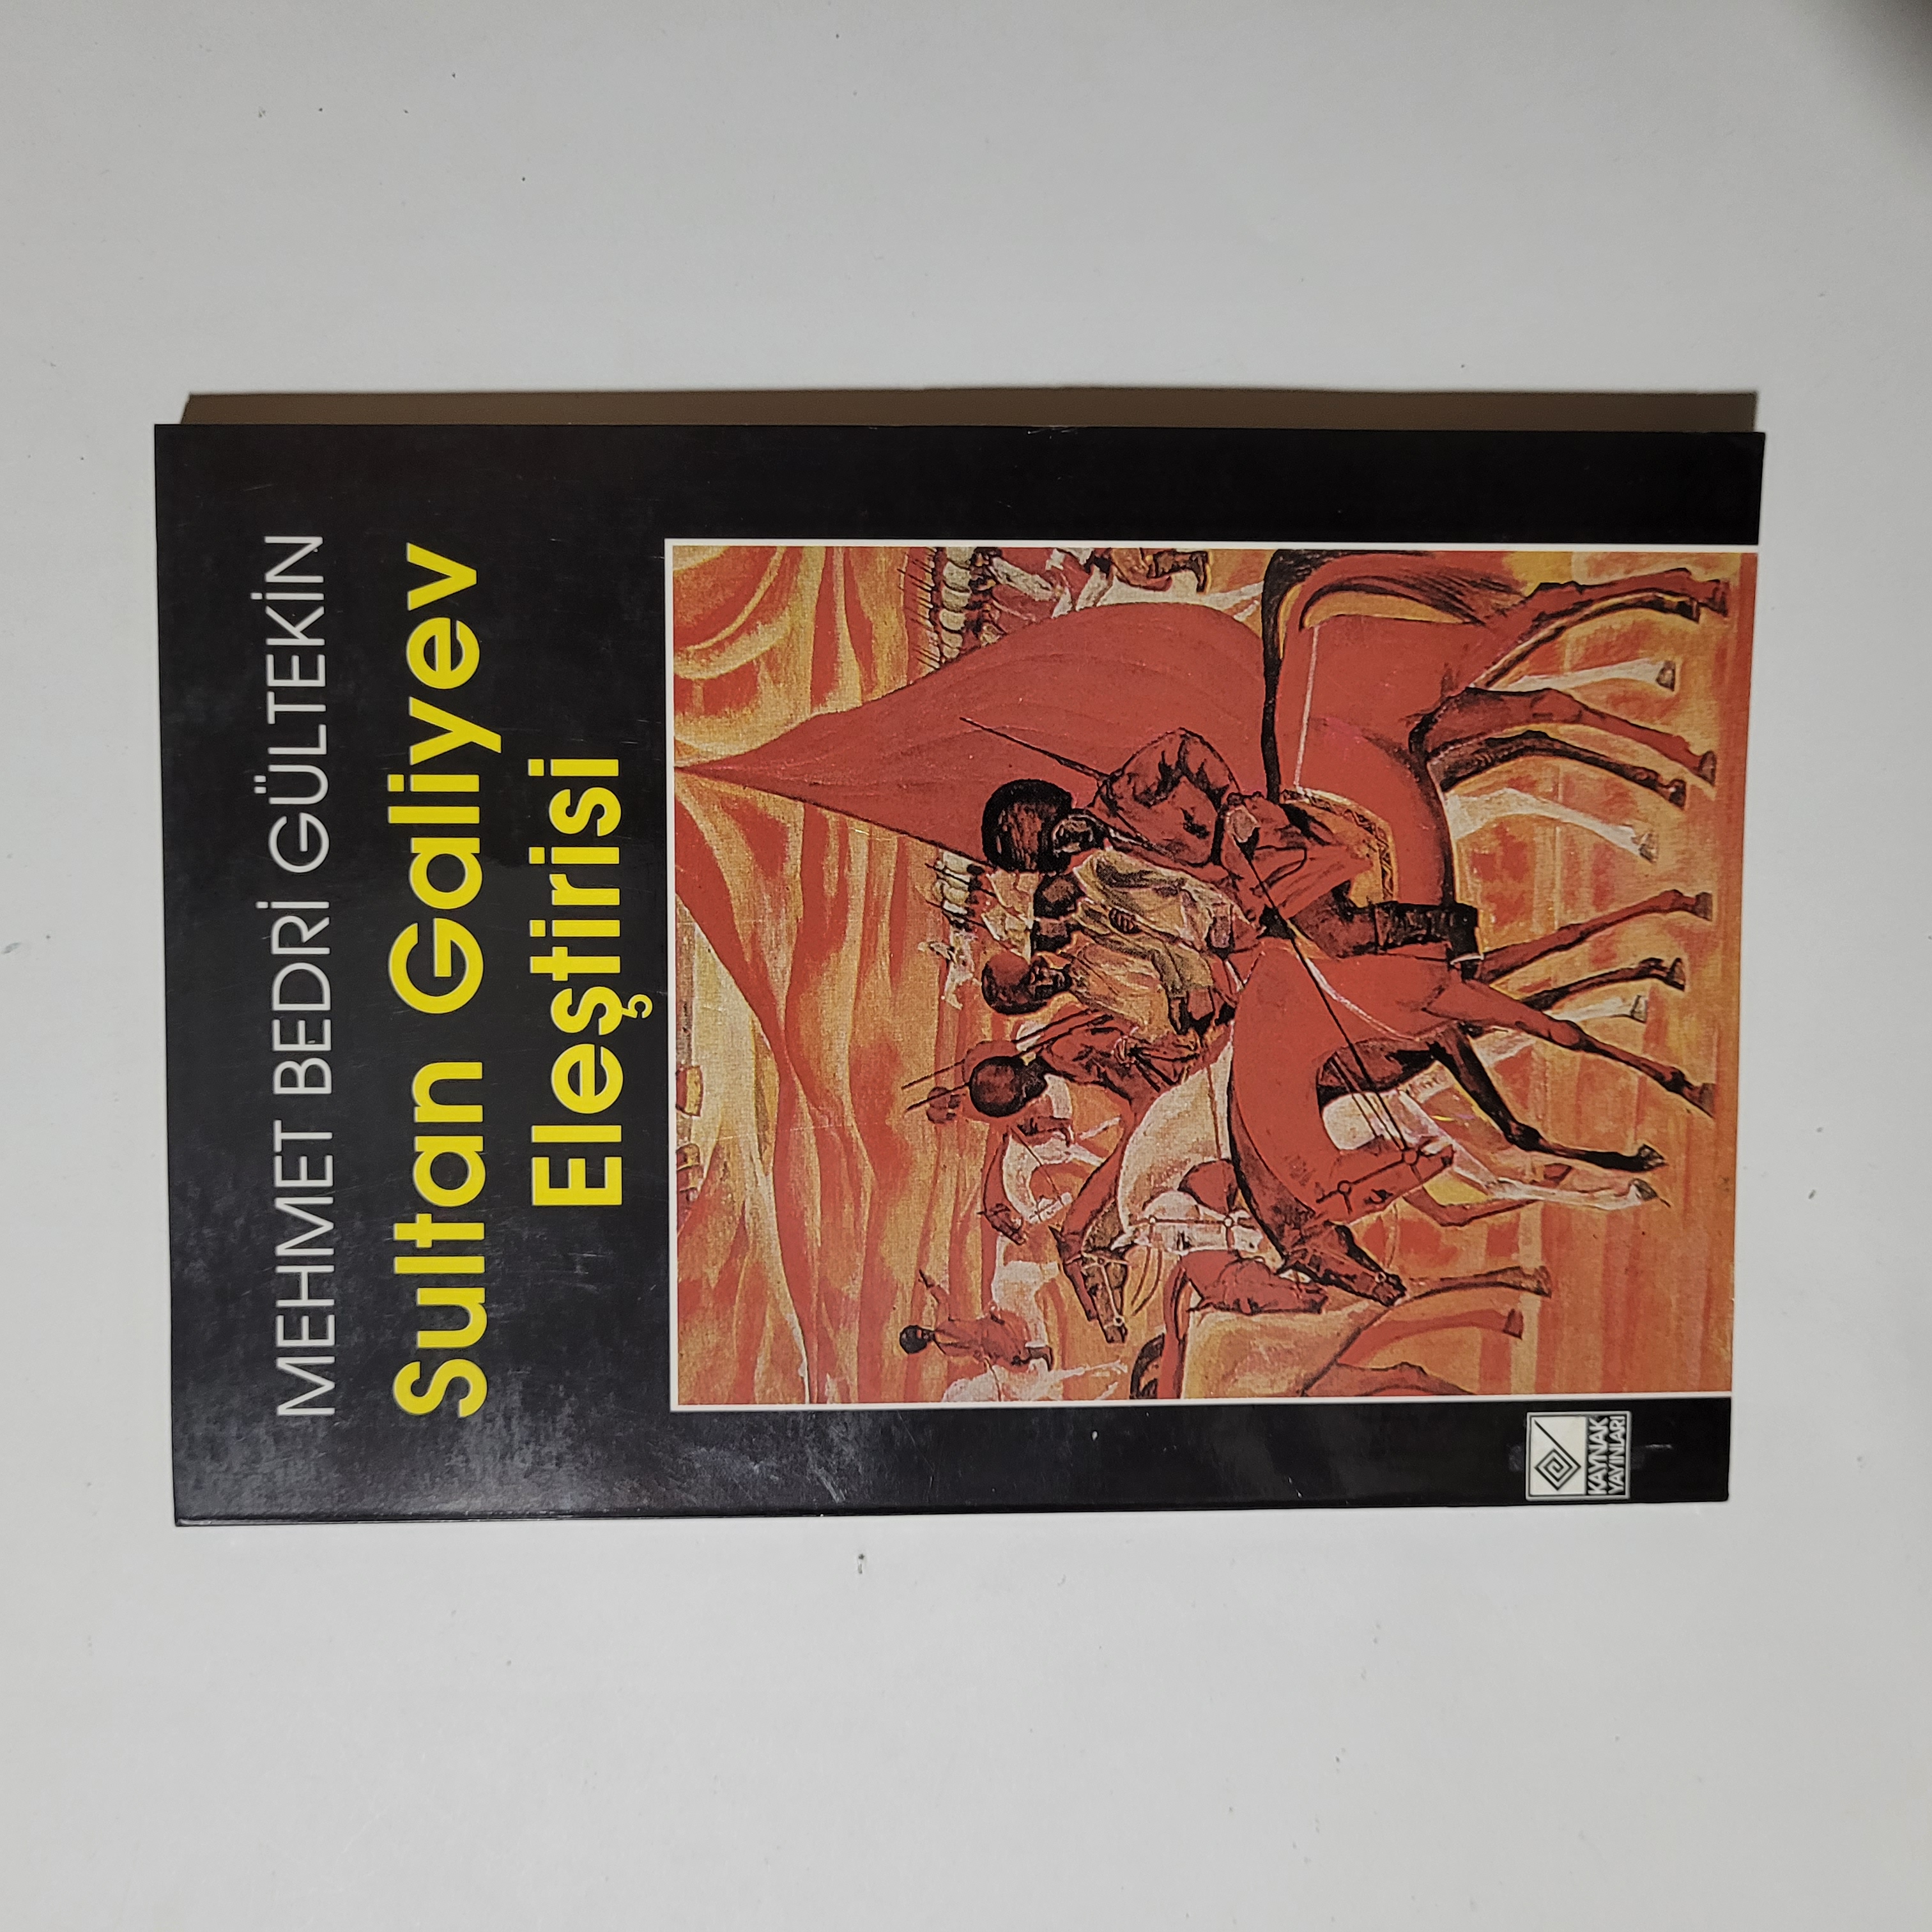 MEHMET BEDRİ GÜLTEKİN
Sultan Galiyev
Eleştirisi
KAYNAK
YAYINLARI